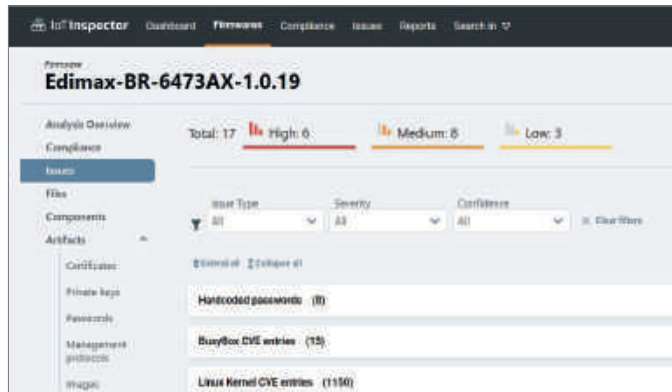 IoT Inspector Dashboard Firmwares Compliance Issues Reports Search in
Firmware
Edimax-BR-6473AX-1.0.19
Analysis Overview
Compliance
Issues
Files
Components
Artifacts
Certificates
Private keys
Passwords
Management
protocols
Images
Total: 17 High: 6 Medium: 8 Low: 3
Issue Type Severity Confidence
All All All Clear filters
Extend all Collapse all
Hardcoded passwords
BusyBox CVE entries
Linux Kernel CVE entries (1150)